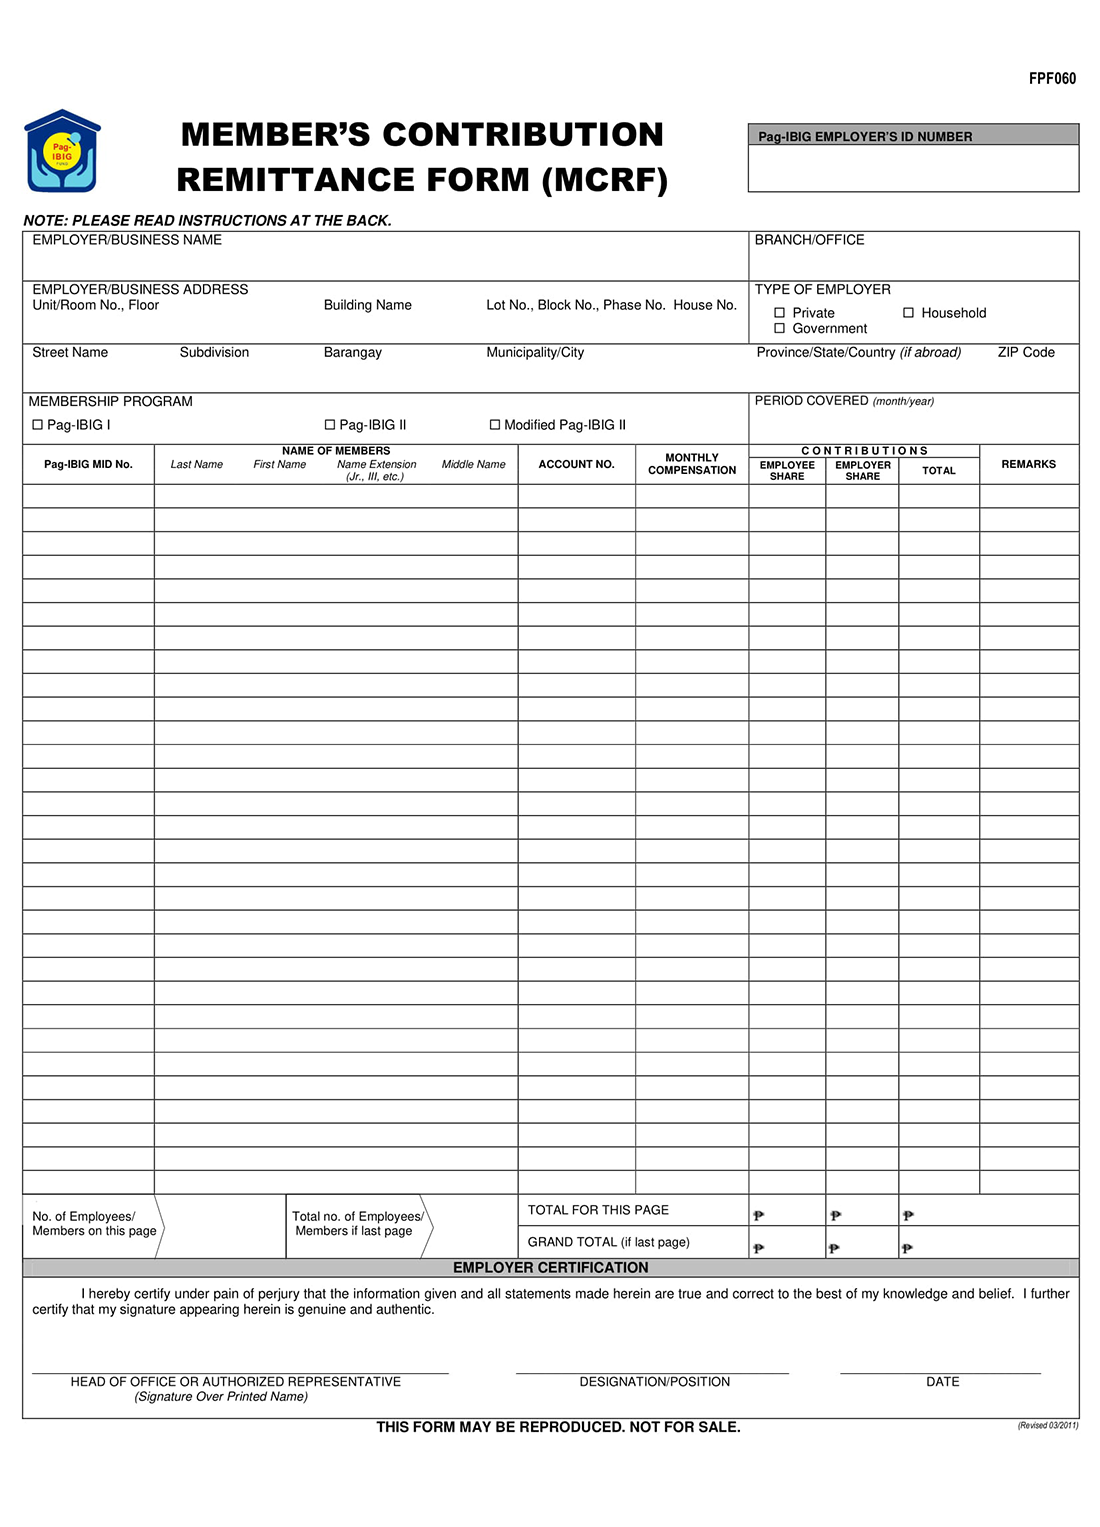 FPF060
Pag-
IBIG
FUND
MEMBER'S CONTRIBUTION
REMITTANCE FORM (MCRF)
Pag-IBIG EMPLOYER'S ID NUMBER
NOTE: PLEASE READ INSTRUCTIONS AT THE BACK.
EMPLOYER/BUSINESS NAME
BRANCH/OFFICE
EMPLOYER/BUSINESS ADDRESS
Unit/Room No., Floor Building Name Lot No., Block No., Phase No. House No.
TYPE OF EMPLOYER
☐ Private ☐ Household
☐ Government
Street Name Subdivision Barangay Municipality/City Province/State/Country (if abroad) ZIP Code
MEMBERSHIP PROGRAM
☐ Pag-IBIG I ☐ Pag-IBIG II ☐ Modified Pag-IBIG II
PERIOD COVERED (month/year)
Pag-IBIG MID No.
NAME OF MEMBERS
Last Name First Name Name Extension Middle Name
(Jr., III, etc.)
ACCOUNT NO.
MONTHLY
COMPENSATION
CONTRIBUTIONS
EMPLOYEE
SHARE
EMPLOYER
SHARE
TOTAL
REMARKS
No. of Employees/
Members on this page
Total no. of Employees/
Members if last page
TOTAL FOR THIS PAGE ₱ ₱ ₱
GRAND TOTAL (if last page) ₱ ₱ ₱
EMPLOYER CERTIFICATION
I hereby certify under pain of perjury that the information given and all statements made herein are true and correct to the best of my knowledge and belief. I further
certify that my signature appearing herein is genuine and authentic.
HEAD OF OFFICE OR AUTHORIZED REPRESENTATIVE DESIGNATION/POSITION DATE
(Signature Over Printed Name)
THIS FORM MAY BE REPRODUCED. NOT FOR SALE.
(Revised 03/2011)